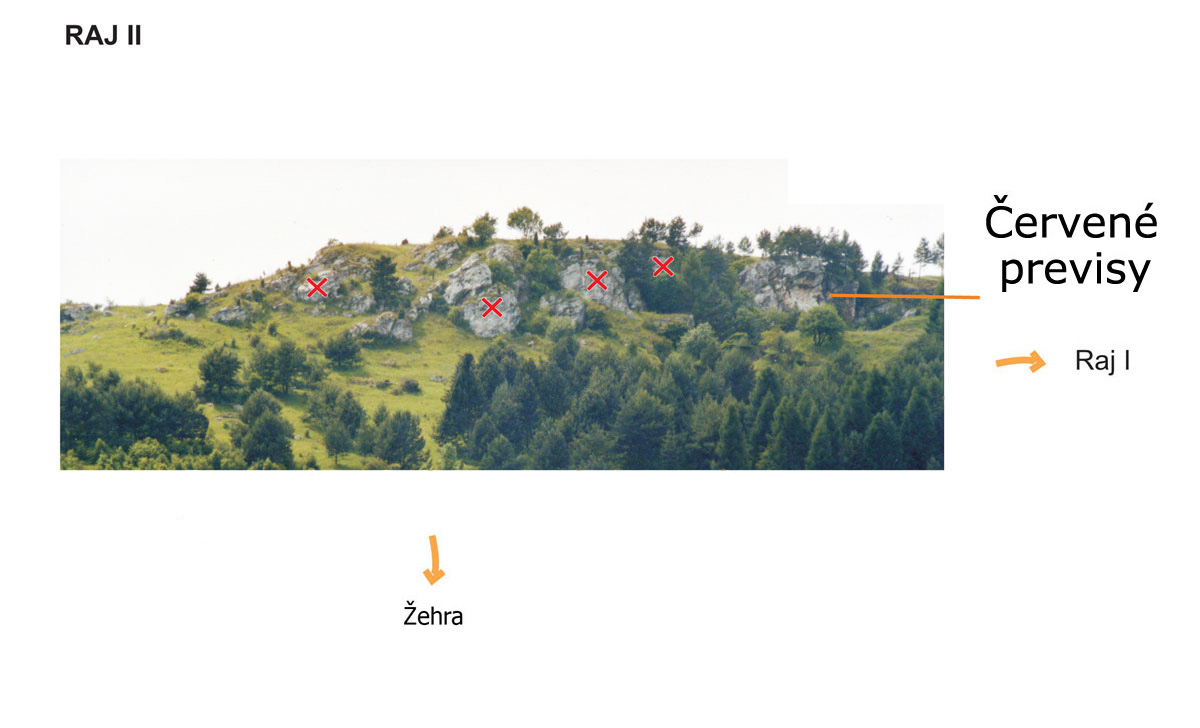 RAJ II
Červené
previsy
Raj I
Žehra